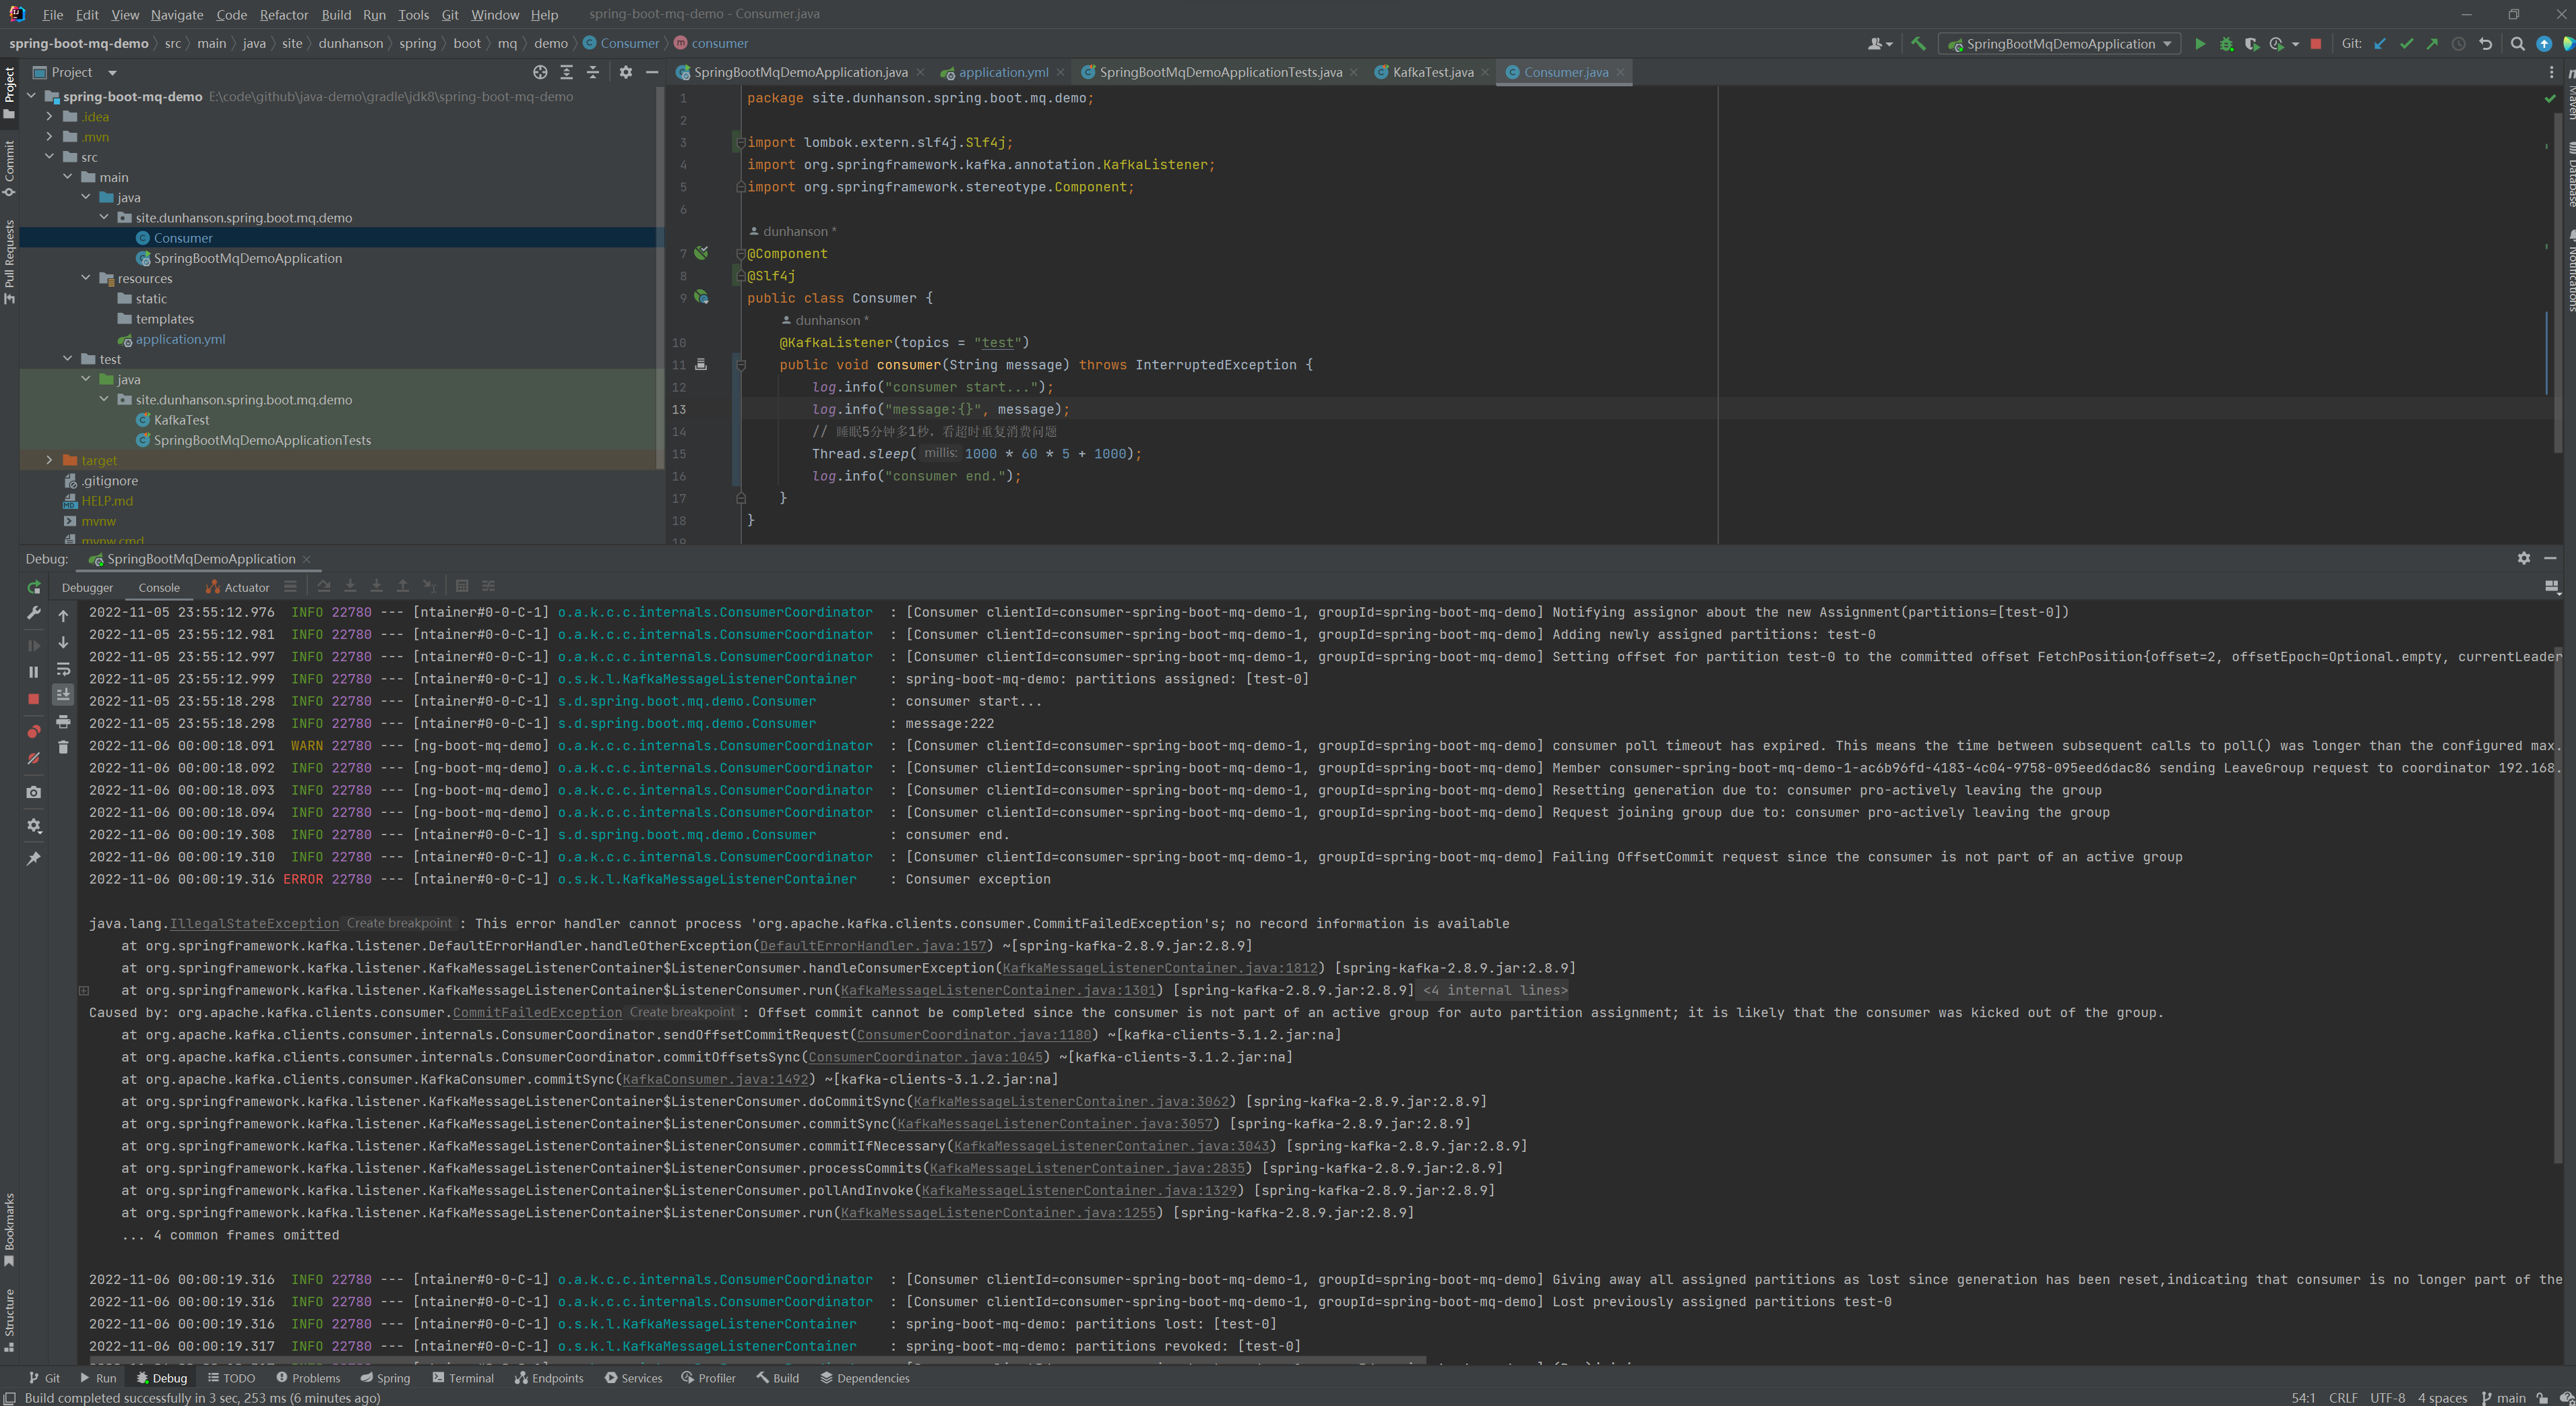 File Edit View Navigate Code Refactor Build Run Tools Git Window Help spring-boot-mq-demo - Consumer.java
spring-boot-mq-demo src main java site dunhanson spring boot mq demo Consumer consumer SpringBootMqDemoApplication Git:
Project
SpringBootMqDemoApplication.java application.yml SpringBootMqDemoApplicationTests.java KafkaTest.java Consumer.java
Project
Commit
Pull Requests
Bookmarks
Structure
Maven
Database
Notifications
spring-boot-mq-demo E:\code\github\java-demo\gradle\jdk8\spring-boot-mq-demo
.idea
.mvn
src
main
java
site.dunhanson.spring.boot.mq.demo
Consumer
SpringBootMqDemoApplication
resources
static
templates
application.yml
test
java
site.dunhanson.spring.boot.mq.demo
KafkaTest
SpringBootMqDemoApplicationTests
target
.gitignore
HELP.md
mvnw
mvnw.cmd
1 package site.dunhanson.spring.boot.mq.demo;
2
3 import lombok.extern.slf4j.Slf4j;
4 import org.springframework.kafka.annotation.KafkaListener;
5 import org.springframework.stereotype.Component;
6
dunhanson *
7 @Component
8 @Slf4j
9 public class Consumer {
dunhanson *
10 @KafkaListener(topics = "test")
11 public void consumer(String message) throws InterruptedException {
12 log.info("consumer start...");
13 log.info("message:{}", message);
14 // 睡眠5分钟多1秒，看超时重复消费问题
15 Thread.sleep( millis: 1000 * 60 * 5 + 1000);
16 log.info("consumer end.");
17 }
18 }
19
Debug: SpringBootMqDemoApplication
Debugger Console Actuator
2022-11-05 23:55:12.976 INFO 22780 --- [ntainer#0-0-C-1] o.a.k.c.c.internals.ConsumerCoordinator : [Consumer clientId=consumer-spring-boot-mq-demo-1, groupId=spring-boot-mq-demo] Notifying assignor about the new Assignment(partitions=[test-0])
2022-11-05 23:55:12.981 INFO 22780 --- [ntainer#0-0-C-1] o.a.k.c.c.internals.ConsumerCoordinator : [Consumer clientId=consumer-spring-boot-mq-demo-1, groupId=spring-boot-mq-demo] Adding newly assigned partitions: test-0
2022-11-05 23:55:12.997 INFO 22780 --- [ntainer#0-0-C-1] o.a.k.c.c.internals.ConsumerCoordinator : [Consumer clientId=consumer-spring-boot-mq-demo-1, groupId=spring-boot-mq-demo] Setting offset for partition test-0 to the committed offset FetchPosition{offset=2, offsetEpoch=Optional.empty, currentLeader
2022-11-05 23:55:12.999 INFO 22780 --- [ntainer#0-0-C-1] o.s.k.l.KafkaMessageListenerContainer : spring-boot-mq-demo: partitions assigned: [test-0]
2022-11-05 23:55:18.298 INFO 22780 --- [ntainer#0-0-C-1] s.d.spring.boot.mq.demo.Consumer : consumer start...
2022-11-05 23:55:18.298 INFO 22780 --- [ntainer#0-0-C-1] s.d.spring.boot.mq.demo.Consumer : message:222
2022-11-06 00:00:18.091 WARN 22780 --- [ng-boot-mq-demo] o.a.k.c.c.internals.ConsumerCoordinator : [Consumer clientId=consumer-spring-boot-mq-demo-1, groupId=spring-boot-mq-demo] consumer poll timeout has expired. This means the time between subsequent calls to poll() was longer than the configured max.
2022-11-06 00:00:18.092 INFO 22780 --- [ng-boot-mq-demo] o.a.k.c.c.internals.ConsumerCoordinator : [Consumer clientId=consumer-spring-boot-mq-demo-1, groupId=spring-boot-mq-demo] Member consumer-spring-boot-mq-demo-1-ac6b96fd-4183-4c04-9758-095eed6dac86 sending LeaveGroup request to coordinator 192.168.
2022-11-06 00:00:18.093 INFO 22780 --- [ng-boot-mq-demo] o.a.k.c.c.internals.ConsumerCoordinator : [Consumer clientId=consumer-spring-boot-mq-demo-1, groupId=spring-boot-mq-demo] Resetting generation due to: consumer pro-actively leaving the group
2022-11-06 00:00:18.094 INFO 22780 --- [ng-boot-mq-demo] o.a.k.c.c.internals.ConsumerCoordinator : [Consumer clientId=consumer-spring-boot-mq-demo-1, groupId=spring-boot-mq-demo] Request joining group due to: consumer pro-actively leaving the group
2022-11-06 00:00:19.308 INFO 22780 --- [ntainer#0-0-C-1] s.d.spring.boot.mq.demo.Consumer : consumer end.
2022-11-06 00:00:19.310 INFO 22780 --- [ntainer#0-0-C-1] o.a.k.c.c.internals.ConsumerCoordinator : [Consumer clientId=consumer-spring-boot-mq-demo-1, groupId=spring-boot-mq-demo] Failing OffsetCommit request since the consumer is not part of an active group
2022-11-06 00:00:19.316 ERROR 22780 --- [ntainer#0-0-C-1] o.s.k.l.KafkaMessageListenerContainer : Consumer exception
java.lang.IllegalStateException Create breakpoint : This error handler cannot process 'org.apache.kafka.clients.consumer.CommitFailedException's; no record information is available
at org.springframework.kafka.listener.DefaultErrorHandler.handleOtherException(DefaultErrorHandler.java:157) ~[spring-kafka-2.8.9.jar:2.8.9]
at org.springframework.kafka.listener.KafkaMessageListenerContainer$ListenerConsumer.handleConsumerException(KafkaMessageListenerContainer.java:1812) [spring-kafka-2.8.9.jar:2.8.9]
at org.springframework.kafka.listener.KafkaMessageListenerContainer$ListenerConsumer.run(KafkaMessageListenerContainer.java:1301) [spring-kafka-2.8.9.jar:2.8.9] <4 internal lines>
Caused by: org.apache.kafka.clients.consumer.CommitFailedException Create breakpoint : Offset commit cannot be completed since the consumer is not part of an active group for auto partition assignment; it is likely that the consumer was kicked out of the group.
at org.apache.kafka.clients.consumer.internals.ConsumerCoordinator.sendOffsetCommitRequest(ConsumerCoordinator.java:1180) ~[kafka-clients-3.1.2.jar:na]
at org.apache.kafka.clients.consumer.internals.ConsumerCoordinator.commitOffsetsSync(ConsumerCoordinator.java:1045) ~[kafka-clients-3.1.2.jar:na]
at org.apache.kafka.clients.consumer.KafkaConsumer.commitSync(KafkaConsumer.java:1492) ~[kafka-clients-3.1.2.jar:na]
at org.springframework.kafka.listener.KafkaMessageListenerContainer$ListenerConsumer.doCommitSync(KafkaMessageListenerContainer.java:3062) [spring-kafka-2.8.9.jar:2.8.9]
at org.springframework.kafka.listener.KafkaMessageListenerContainer$ListenerConsumer.commitSync(KafkaMessageListenerContainer.java:3057) [spring-kafka-2.8.9.jar:2.8.9]
at org.springframework.kafka.listener.KafkaMessageListenerContainer$ListenerConsumer.commitIfNecessary(KafkaMessageListenerContainer.java:3043) [spring-kafka-2.8.9.jar:2.8.9]
at org.springframework.kafka.listener.KafkaMessageListenerContainer$ListenerConsumer.processCommits(KafkaMessageListenerContainer.java:2835) [spring-kafka-2.8.9.jar:2.8.9]
at org.springframework.kafka.listener.KafkaMessageListenerContainer$ListenerConsumer.pollAndInvoke(KafkaMessageListenerContainer.java:1329) [spring-kafka-2.8.9.jar:2.8.9]
at org.springframework.kafka.listener.KafkaMessageListenerContainer$ListenerConsumer.run(KafkaMessageListenerContainer.java:1255) [spring-kafka-2.8.9.jar:2.8.9]
... 4 common frames omitted
2022-11-06 00:00:19.316 INFO 22780 --- [ntainer#0-0-C-1] o.a.k.c.c.internals.ConsumerCoordinator : [Consumer clientId=consumer-spring-boot-mq-demo-1, groupId=spring-boot-mq-demo] Giving away all assigned partitions as lost since generation has been reset,indicating that consumer is no longer part of the
2022-11-06 00:00:19.316 INFO 22780 --- [ntainer#0-0-C-1] o.a.k.c.c.internals.ConsumerCoordinator : [Consumer clientId=consumer-spring-boot-mq-demo-1, groupId=spring-boot-mq-demo] Lost previously assigned partitions test-0
2022-11-06 00:00:19.316 INFO 22780 --- [ntainer#0-0-C-1] o.s.k.l.KafkaMessageListenerContainer : spring-boot-mq-demo: partitions lost: [test-0]
2022-11-06 00:00:19.317 INFO 22780 --- [ntainer#0-0-C-1] o.s.k.l.KafkaMessageListenerContainer : spring-boot-mq-demo: partitions revoked: [test-0]
Git Run Debug TODO Problems Spring Terminal Endpoints Services Profiler Build Dependencies
Build completed successfully in 3 sec, 253 ms (6 minutes ago) 54:1 CRLF UTF-8 4 spaces main